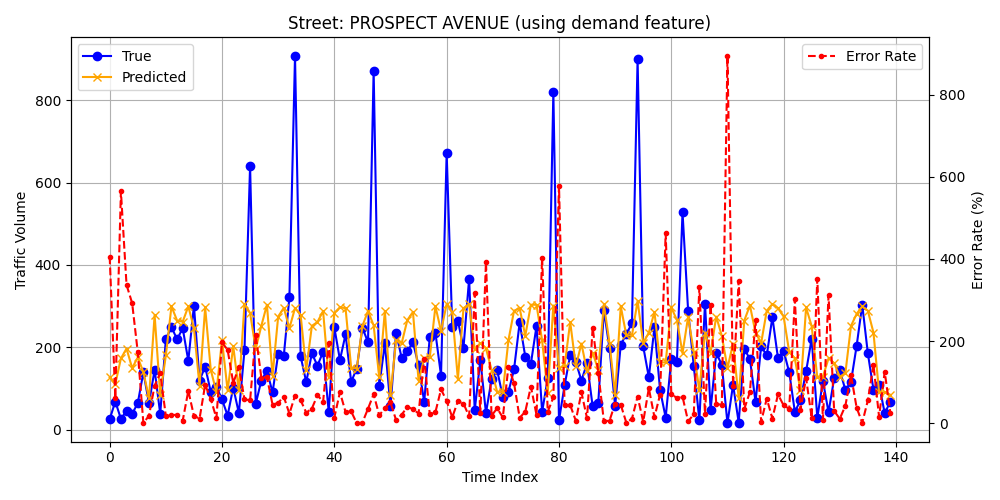 Street: PROSPECT AVENUE (using demand feature)
True
Predicted
Error Rate
Traffic Volume
0
200
400
600
800
0
200
400
600
800
Error Rate (%)
0 20 40 60 80 100 120 140
Time Index